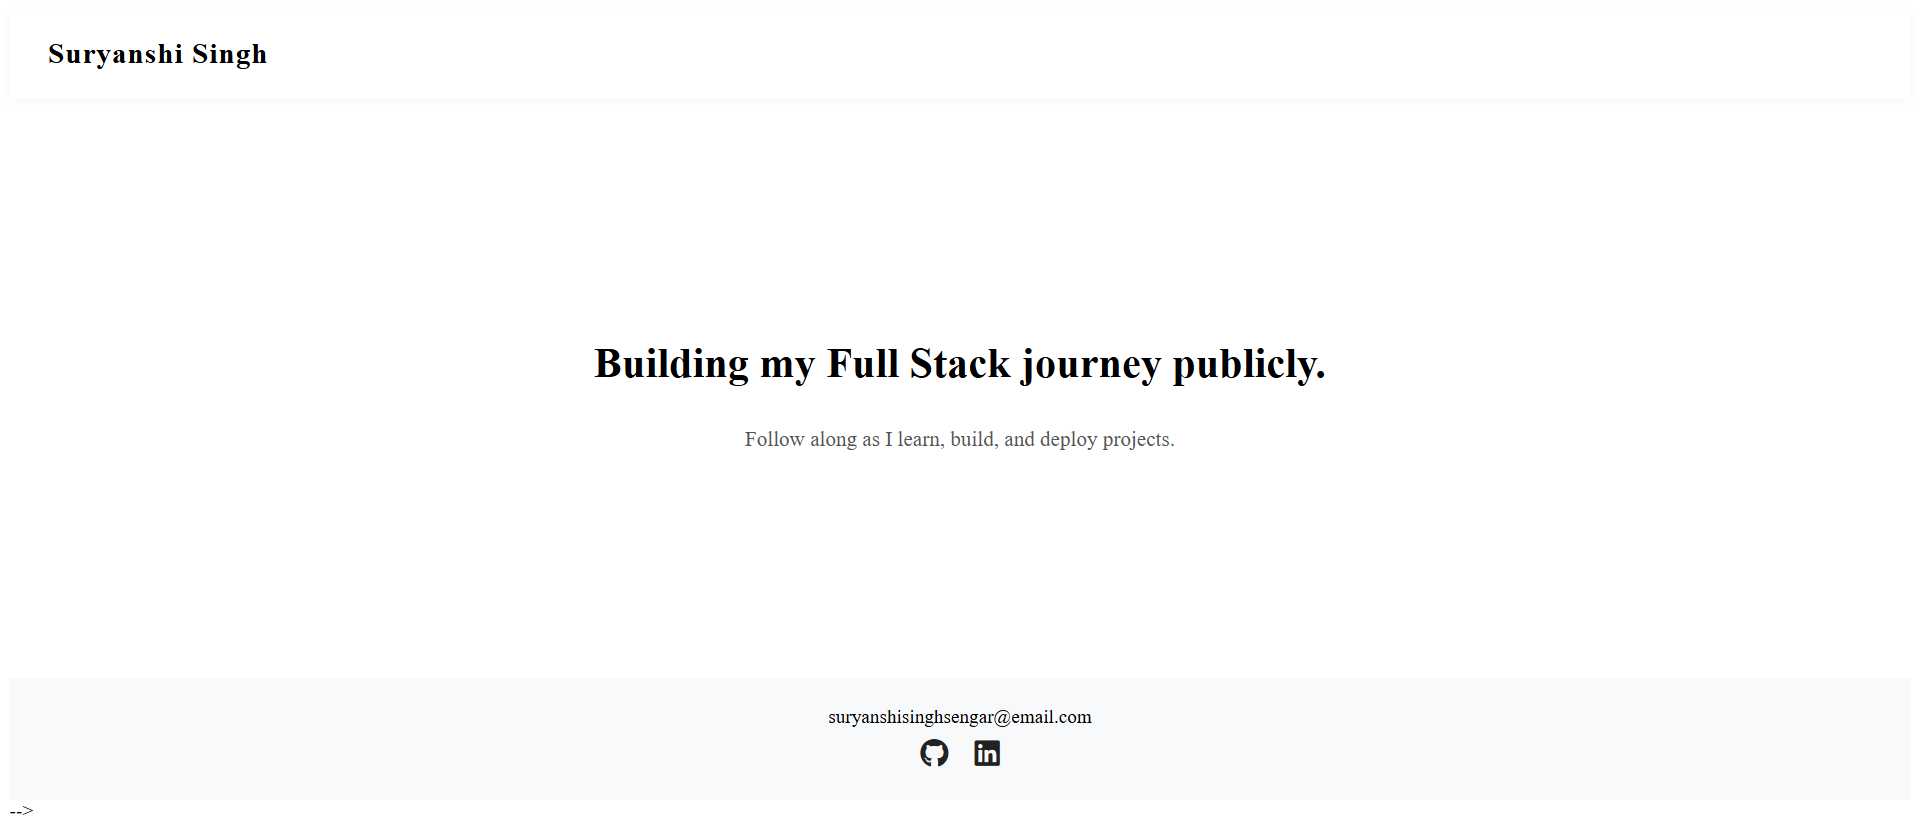 Suryanshi Singh
Building my Full Stack journey publicly.
Follow along as I learn, build, and deploy projects.
suryanshisinghsengar@email.com
in
-->